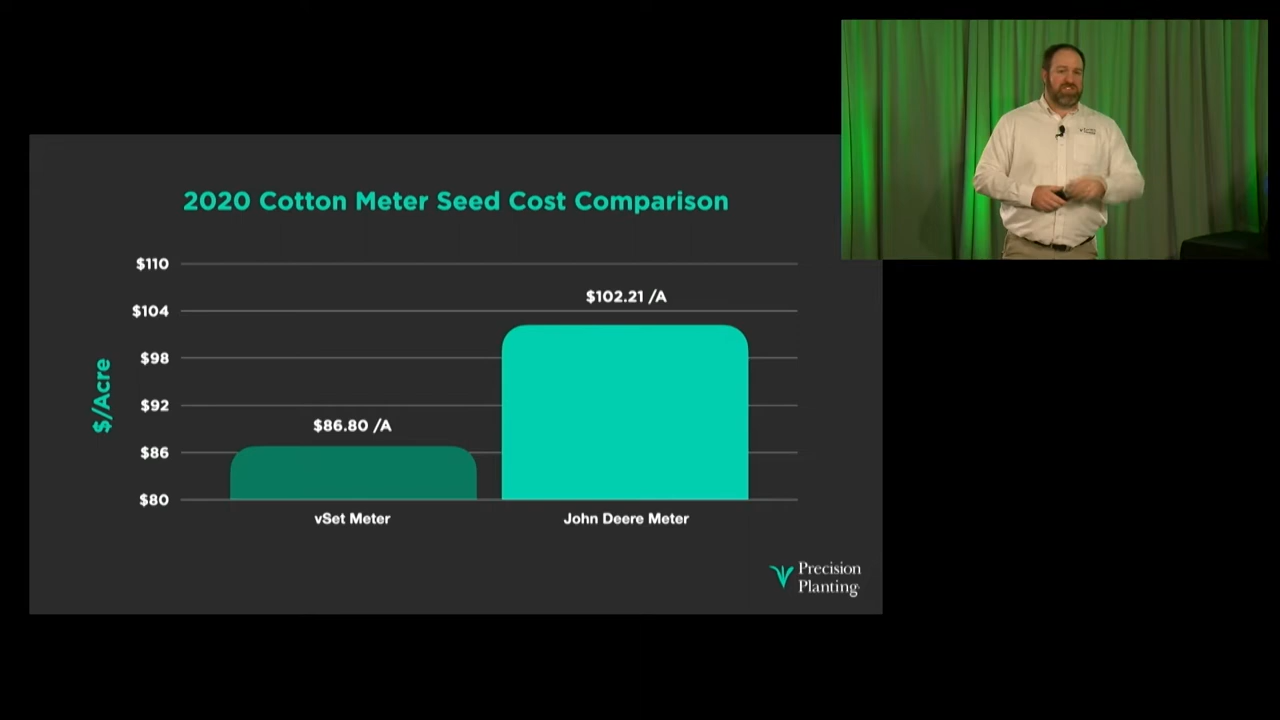 2020 Cotton Meter Seed Cost Comparison
$110
$104
$98
$92
$86
$80
$/Acre
$86.80 /A
$102.21 /A
vSet Meter
John Deere Meter
Precision
Planting